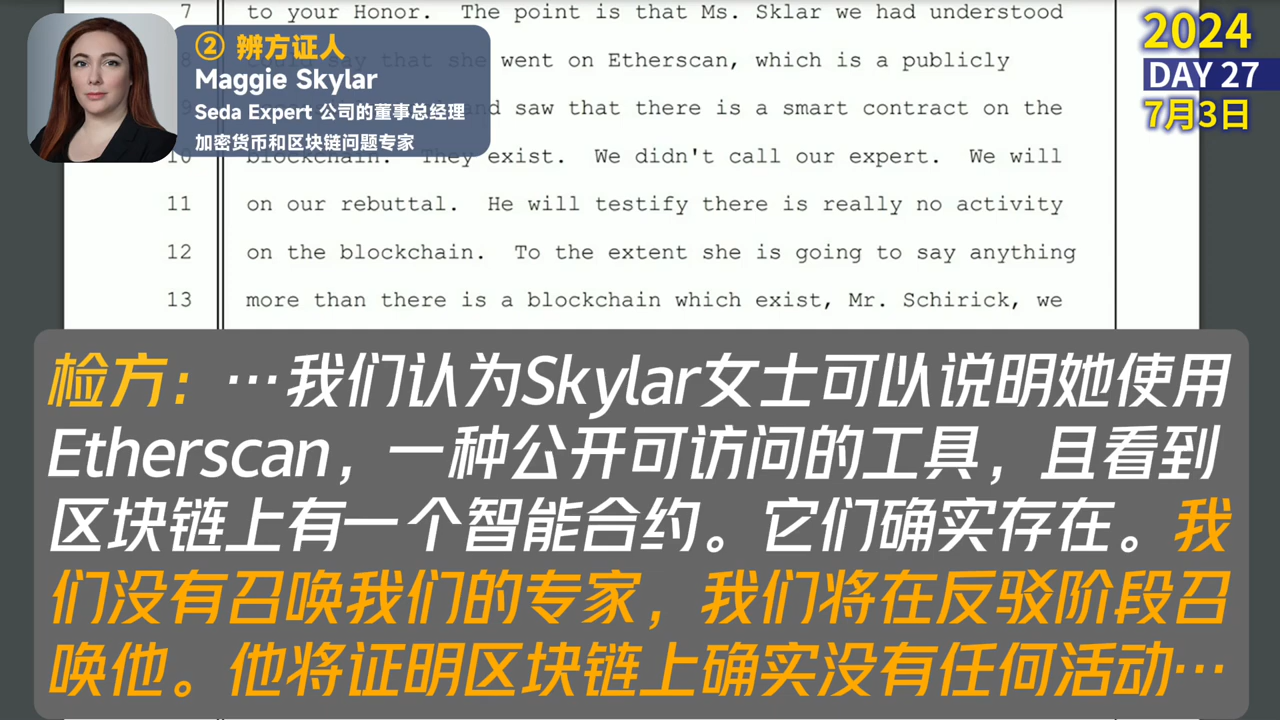 7 to your Honor. The point is that Ms. Sklar we had understood
② 辨方证人
Maggie Skylar
Seda Expert 公司的董事总经理
加密货币和区块链问题专家
2024
DAY 27
7月3日
8 could say that she went on Etherscan, which is a publicly
9 and saw that there is a smart contract on the
10 blockchain. They exist. We didn't call our expert. We will
11 on our rebuttal. He will testify there is really no activity
12 on the blockchain. To the extent she is going to say anything
13 more than there is a blockchain which exist, Mr. Schirick, we
检方：…我们认为Skylar女士可以说明她使用
Etherscan，一种公开可访问的工具，且看到
区块链上有一个智能合约。它们确实存在。我
们没有召唤我们的专家，我们将在反驳阶段召
唤他。他将证明区块链上确实没有任何活动…